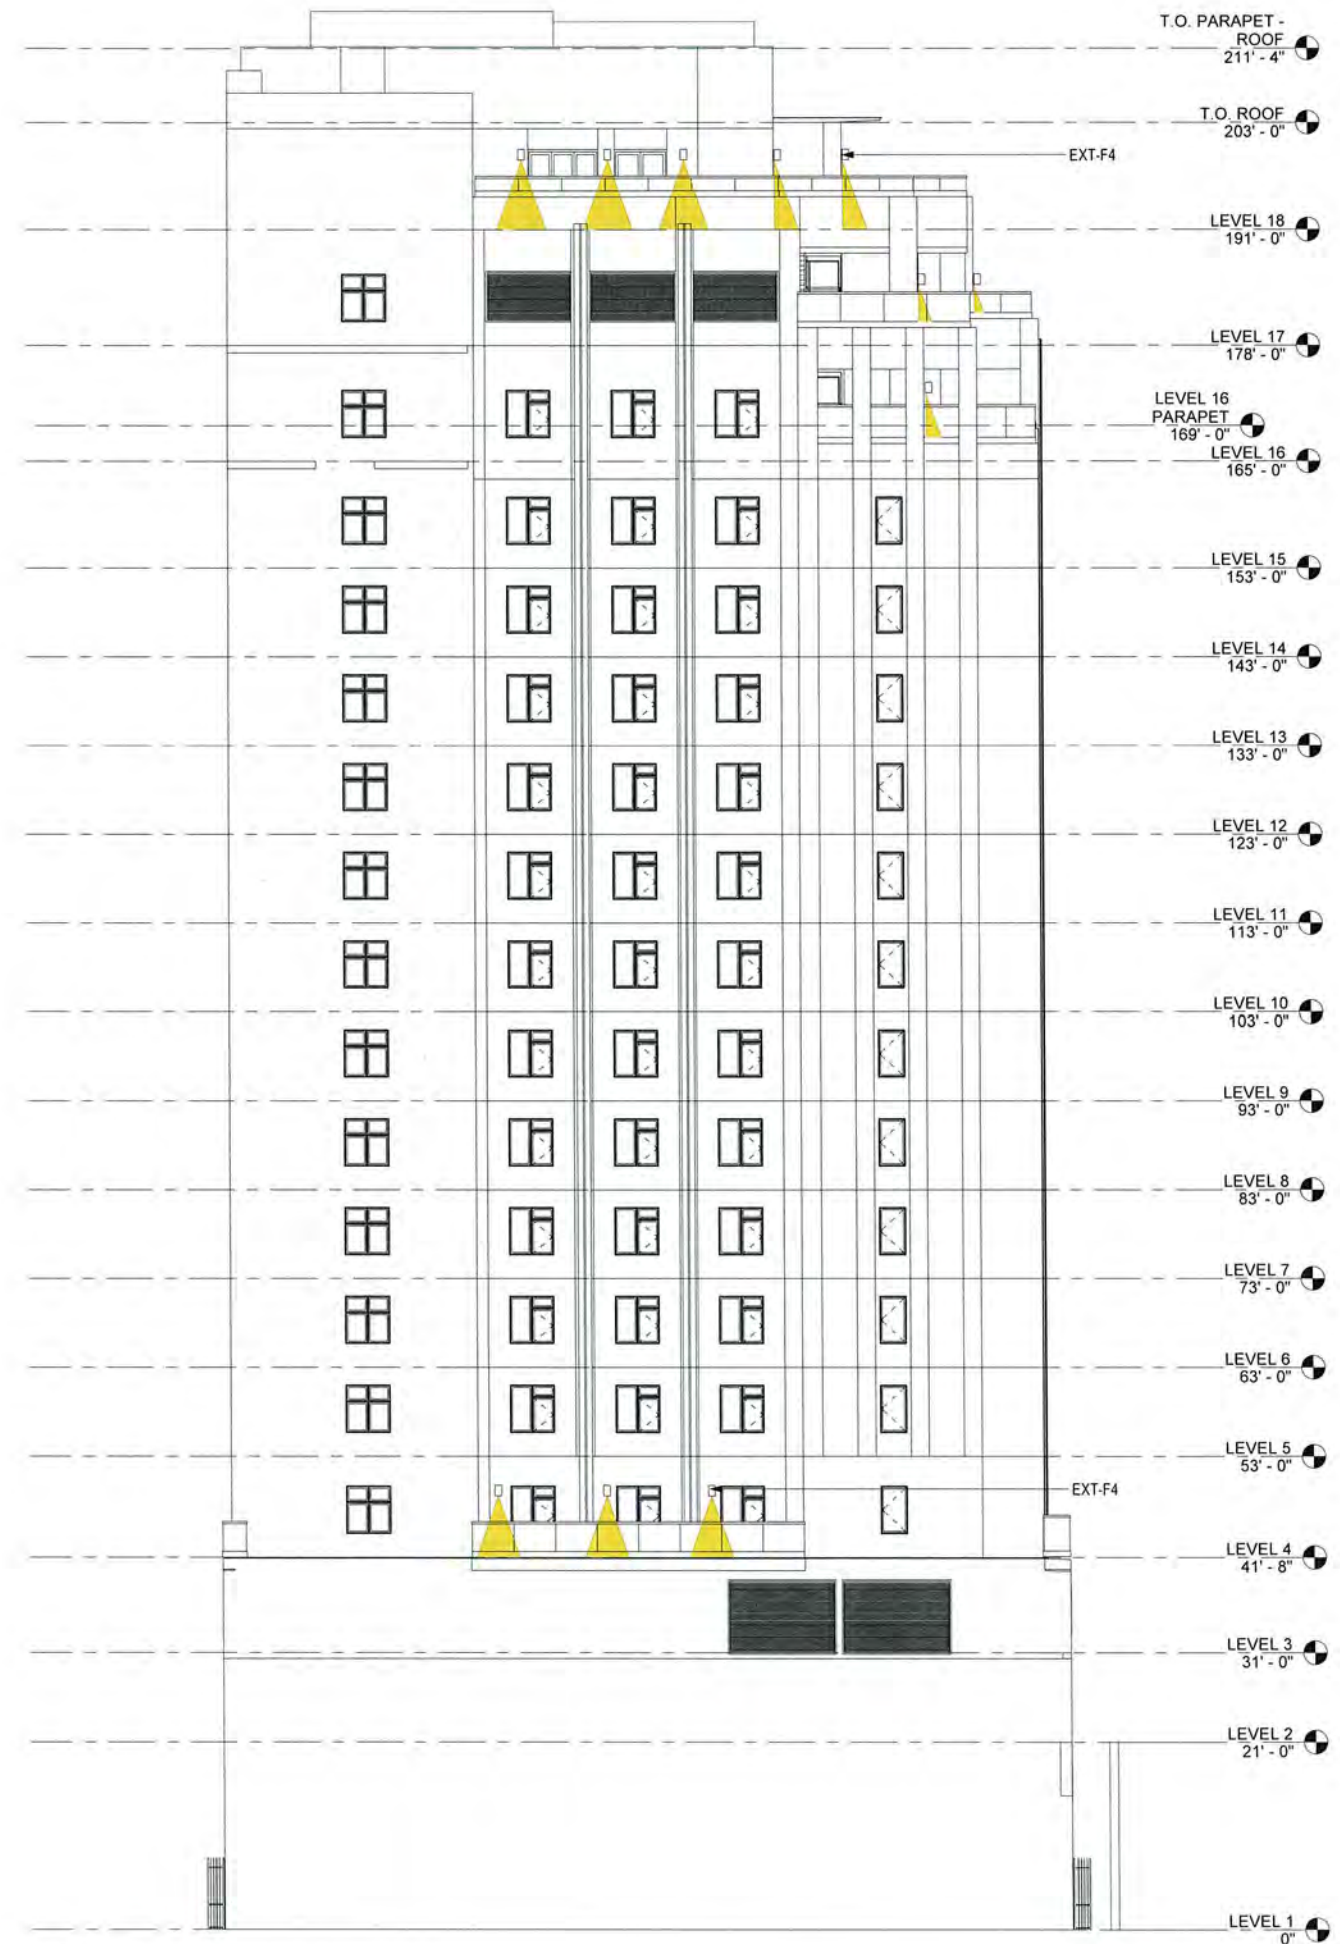 T.O. PARAPET -
ROOF
211' - 4"
T.O. ROOF
203' - 0"
EXT-F4
LEVEL 18
191' - 0"
LEVEL 17
178' - 0"
LEVEL 16
PARAPET
169' - 0"
LEVEL 16
165' - 0"
LEVEL 15
153' - 0"
LEVEL 14
143' - 0"
LEVEL 13
133' - 0"
LEVEL 12
123' - 0"
LEVEL 11
113' - 0"
LEVEL 10
103' - 0"
LEVEL 9
93' - 0"
LEVEL 8
83' - 0"
LEVEL 7
73' - 0"
LEVEL 6
63' - 0"
LEVEL 5
53' - 0"
EXT-F4
LEVEL 4
41' - 8"
LEVEL 3
31' - 0"
LEVEL 2
21' - 0"
LEVEL 1
0"